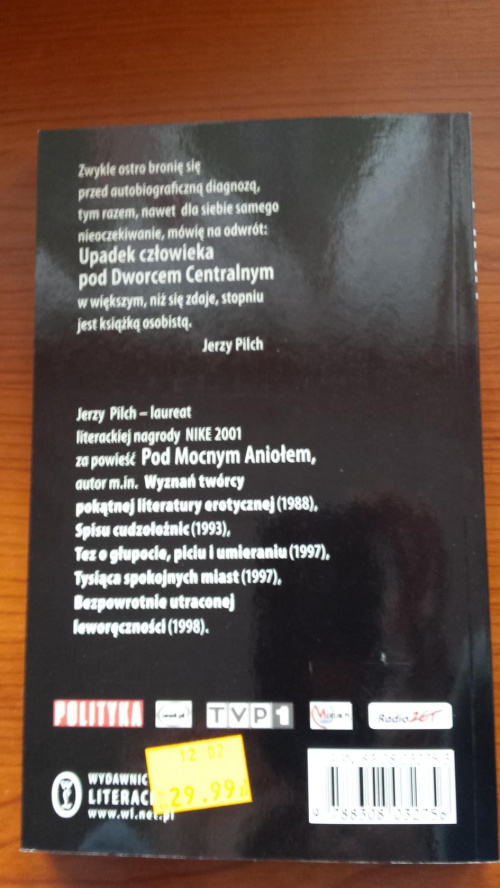 Zwykle ostro bronię się
przed autobiograficzną diagnozą,
tym razem, nawet dla siebie samego
nieoczekiwanie, mówię na odwrót:
Upadek człowieka
pod Dworcem Centralnym
w większym, niż się zdaje, stopniu
jest książką osobistą.
Jerzy Pilch
Jerzy Pilch – laureat
literackiej nagrody NIKE 2001
za powieść Pod Mocnym Aniołem,
autor m.in. Wyznań twórcy
pokątnej literatury erotycznej (1988),
Spisu cudzołożnic (1993),
Tez o głupocie, piciu i umieraniu (1997),
Tysiąca spokojnych miast (1997),
Bezpowrotnie utraconej
leworęczności (1998).
POLITYKA TVP1 Radio ZET
12 02
29.99
WYDAWNIC
LITERAC
www.wl.net.pl
9 788308 032756